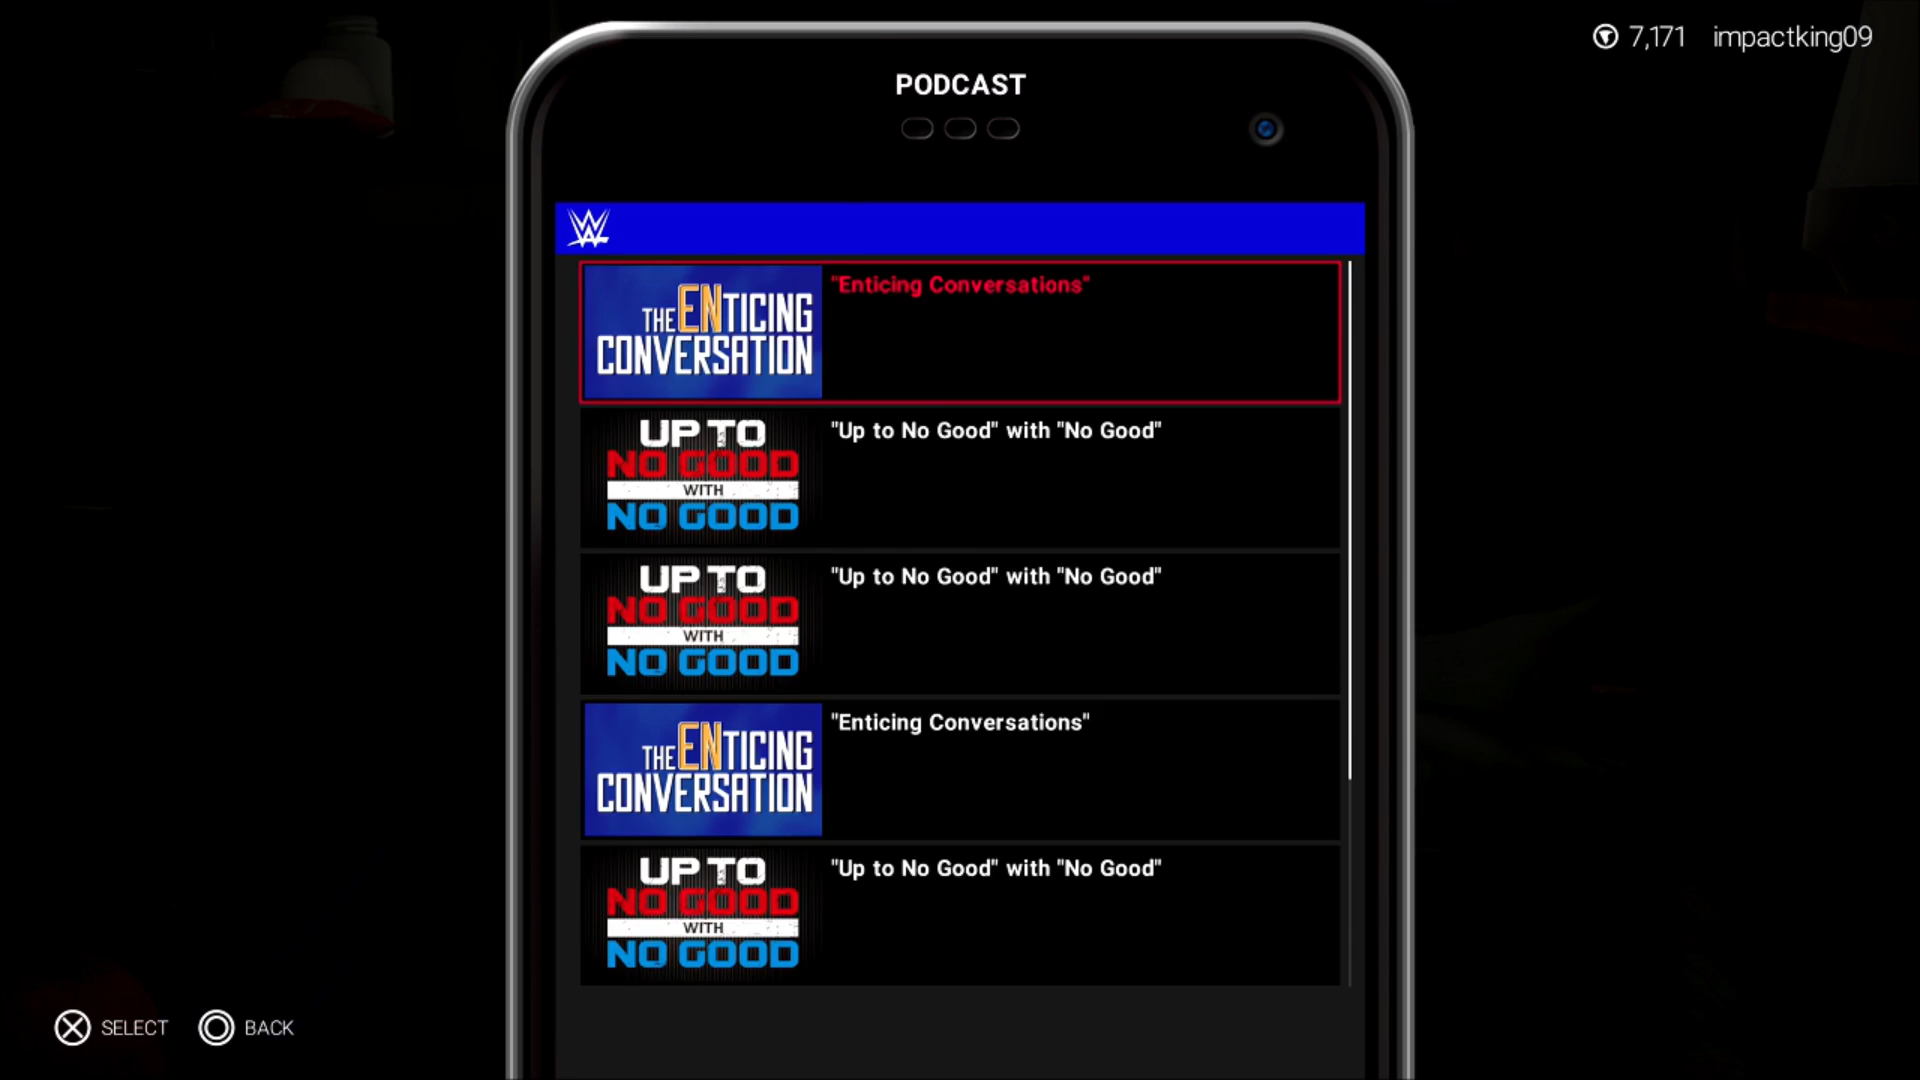 7,171 impactking09
PODCAST
W
THE ENTICING
CONVERSATION
"Enticing Conversations"
UP TO
NO GOOD
WITH
NO GOOD
"Up to No Good" with "No Good"
UP TO
NO GOOD
WITH
NO GOOD
"Up to No Good" with "No Good"
THE ENTICING
CONVERSATION
"Enticing Conversations"
UP TO
NO GOOD
WITH
NO GOOD
"Up to No Good" with "No Good"
SELECT BACK